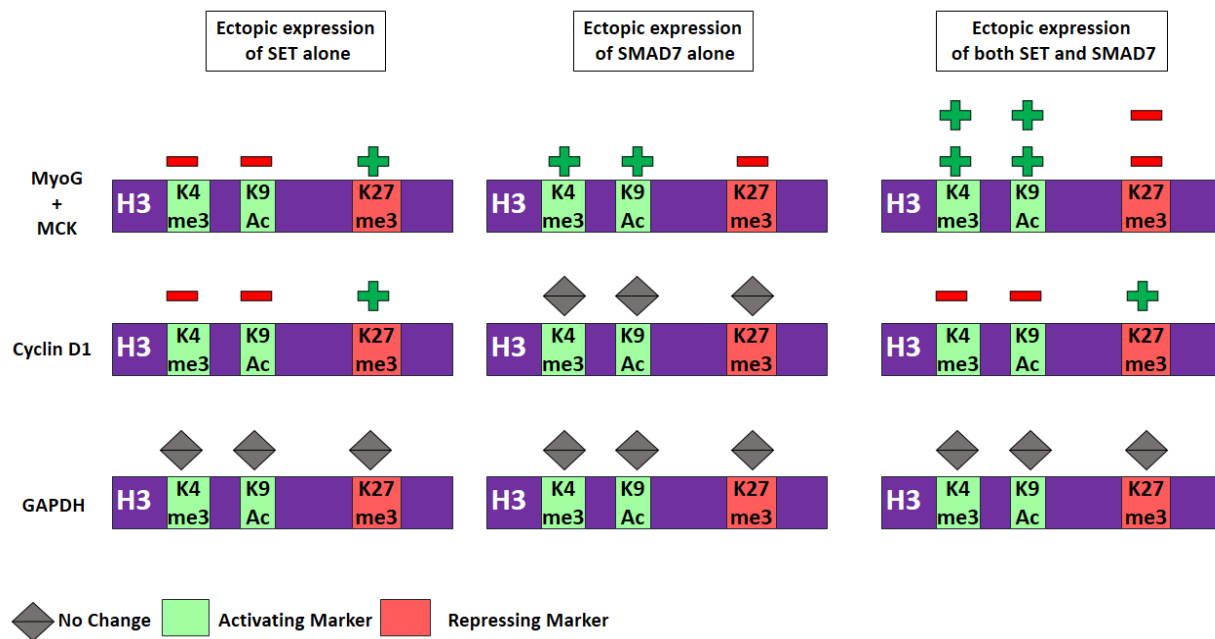 Ectopic expression
of SET alone
Ectopic expression
of SMAD7 alone
Ectopic expression
of both SET and SMAD7
MyoG
+
MCK
H3
K4
me3
K9
Ac
K27
me3
H3
K4
me3
K9
Ac
K27
me3
H3
K4
me3
K9
Ac
K27
me3
Cyclin D1
H3
K4
me3
K9
Ac
K27
me3
H3
K4
me3
K9
Ac
K27
me3
H3
K4
me3
K9
Ac
K27
me3
GAPDH
H3
K4
me3
K9
Ac
K27
me3
H3
K4
me3
K9
Ac
K27
me3
H3
K4
me3
K9
Ac
K27
me3
No Change
Activating Marker
Repressing Marker